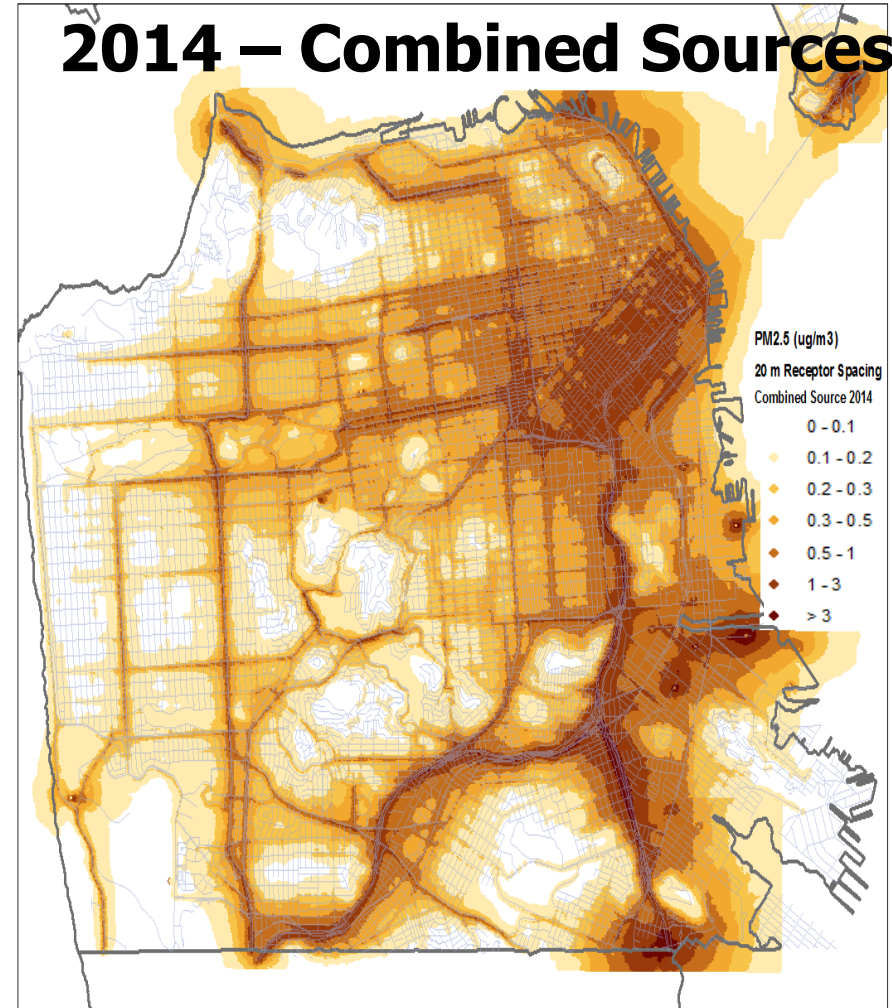 2014 – Combined Sources
PM2.5 (ug/m3)
20 m Receptor Spacing
Combined Source 2014
0 - 0.1
0.1 - 0.2
0.2 - 0.3
0.3 - 0.5
0.5 - 1
1 - 3
> 3